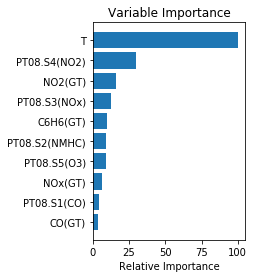 Variable Importance
T
PT08.S4(NO2)
NO2(GT)
PT08.S3(NOx)
C6H6(GT)
PT08.S2(NMHC)
PT08.S5(O3)
NOx(GT)
PT08.S1(CO)
CO(GT)
0 25 50 75 100
Relative Importance